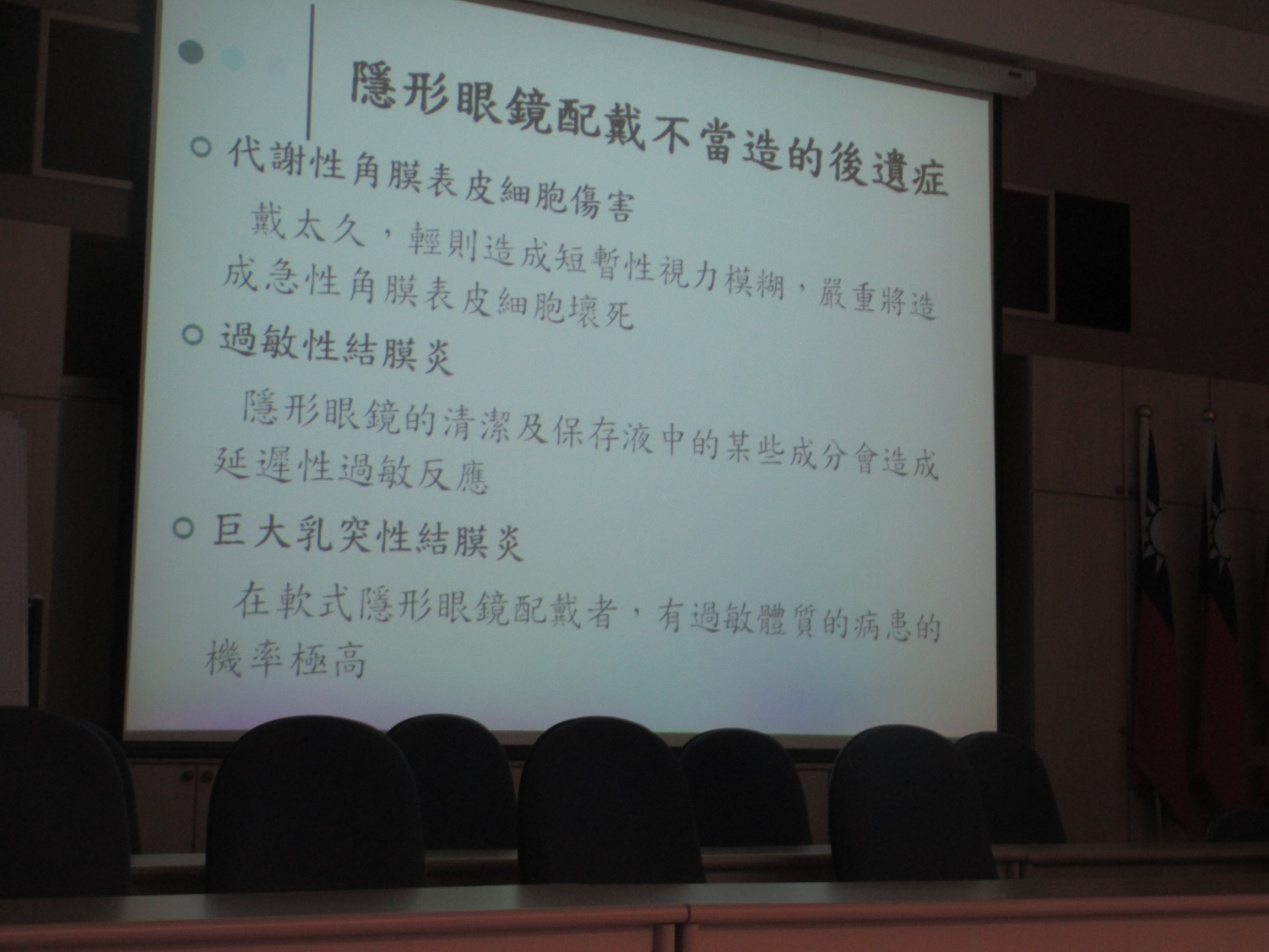 隱形眼鏡配戴不當造的後遺症
代謝性角膜表皮細胞傷害
戴太久，輕則造成短暫性視力模糊，嚴重將造
成急性角膜表皮細胞壞死
過敏性結膜炎
隱形眼鏡的清潔及保存液中的某些成分會造成
延遲性過敏反應
巨大乳突性結膜炎
在軟式隱形眼鏡配戴者，有過敏體質的病患的
機率極高